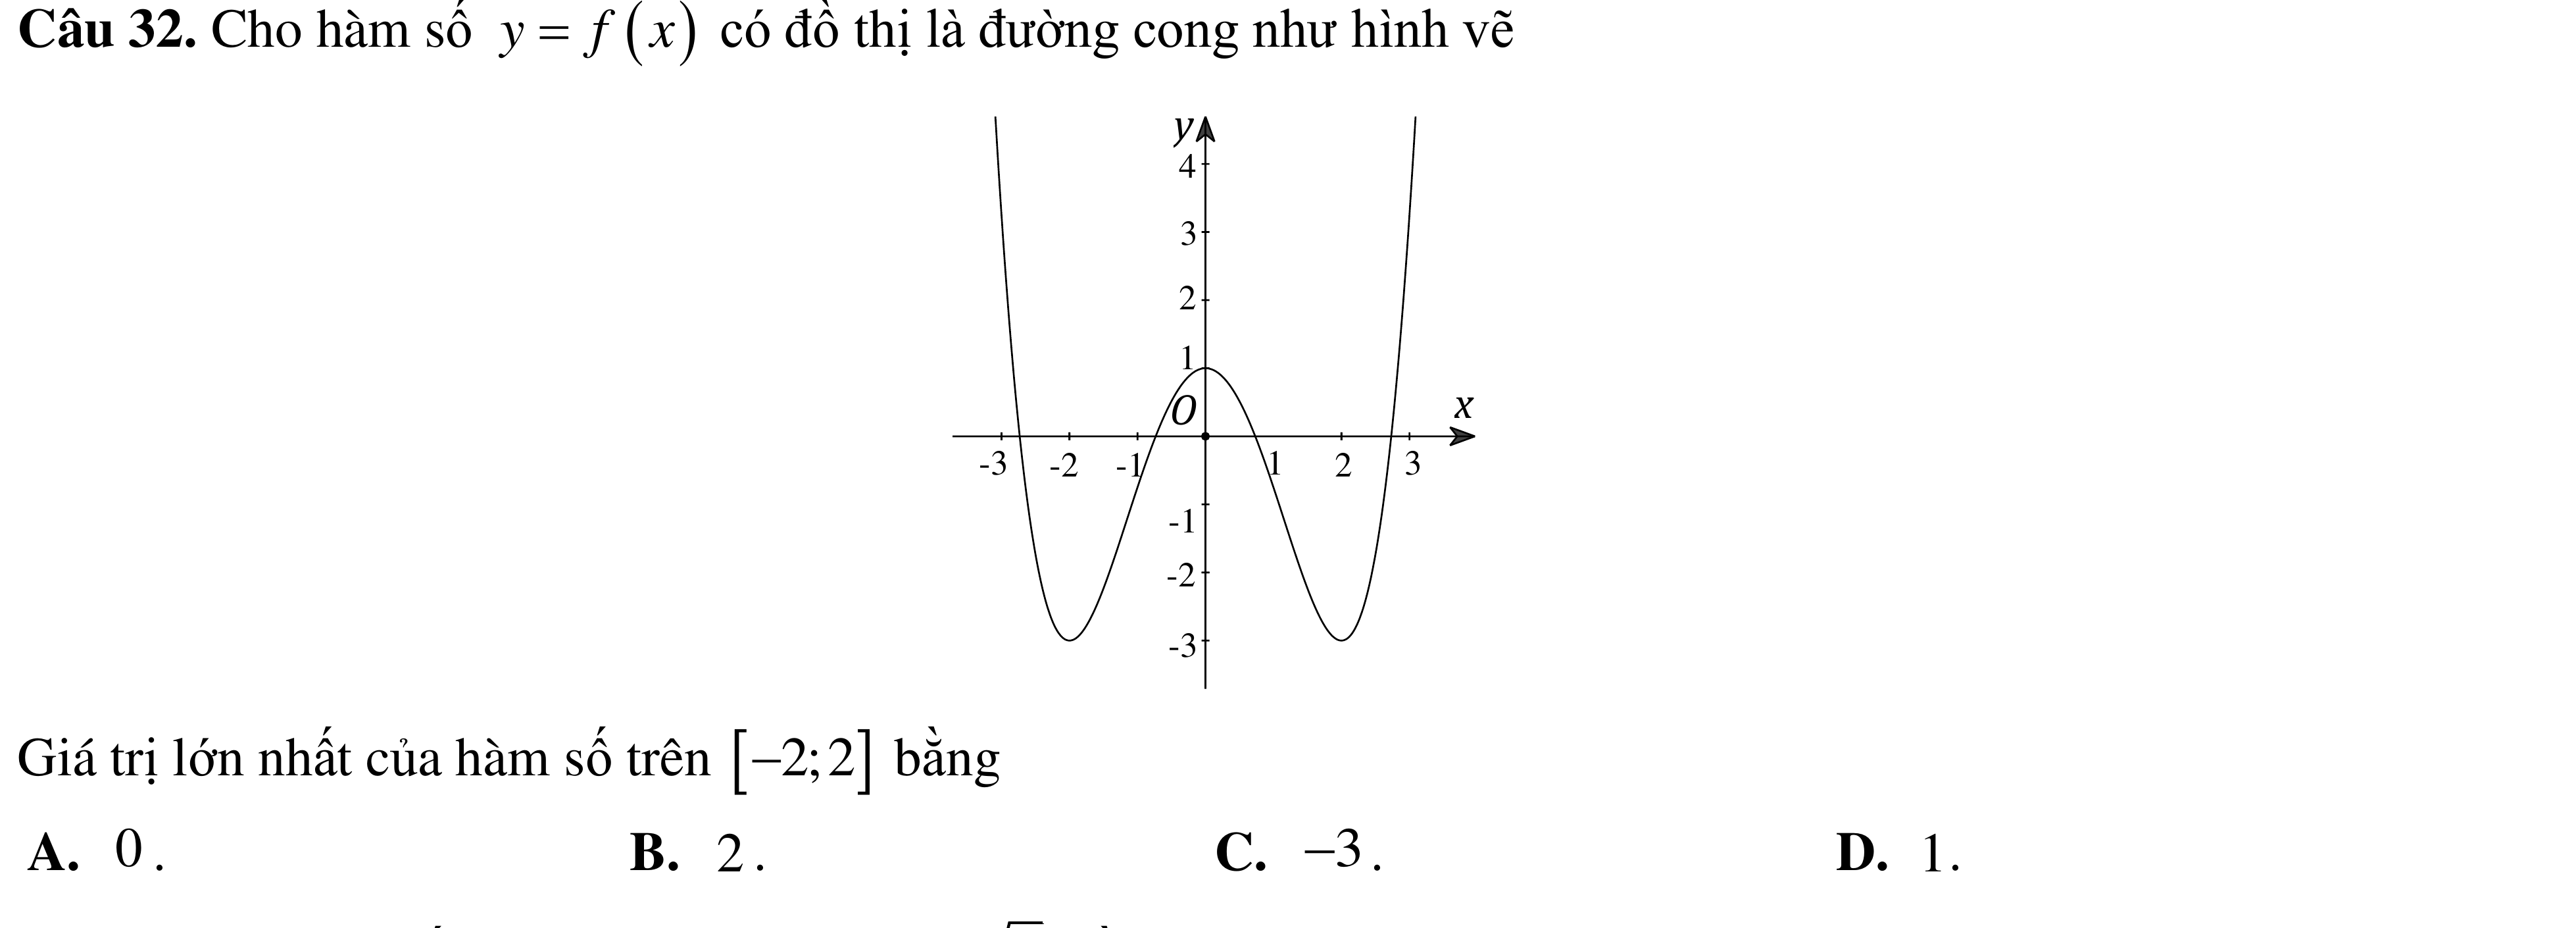 Câu 32. Cho hàm số y = f(x) có đồ thị là đường cong như hình vẽ
y
4
3
2
1
O
x
-3 -2 -1 1 2 3
-1
-2
-3
Giá trị lớn nhất của hàm số trên [−2;2] bằng
A. 0. B. 2. C. −3. D. 1.